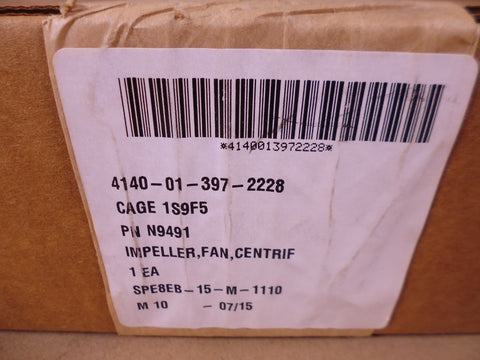 *4140013972228*
4140-01-397-2228
CAGE 1S9F5
PN N9491
IMPELLER,FAN,CENTRIF
1 EA
SPE8EB-15-M-1110
M 10 - 07/15